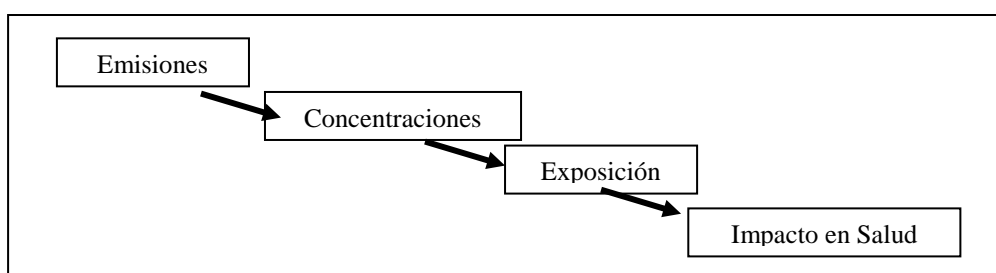 Emisiones
Concentraciones
Exposición
Impacto en Salud